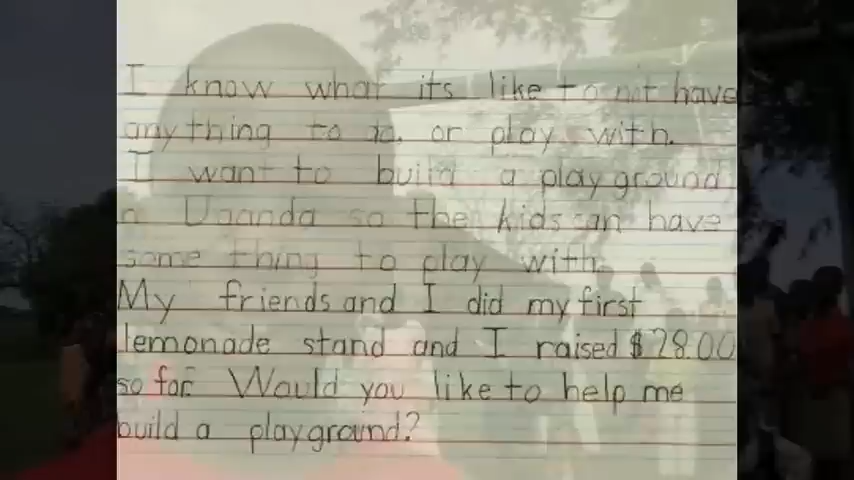 I know what its like to not have
any thing to do. or play with.
I want to build a playground
n Uganda so the kids can have
some thing to play with.
My friends and I did my first
lemonade stand and I raised $28.00
so far. Would you like to help me
build a playground?